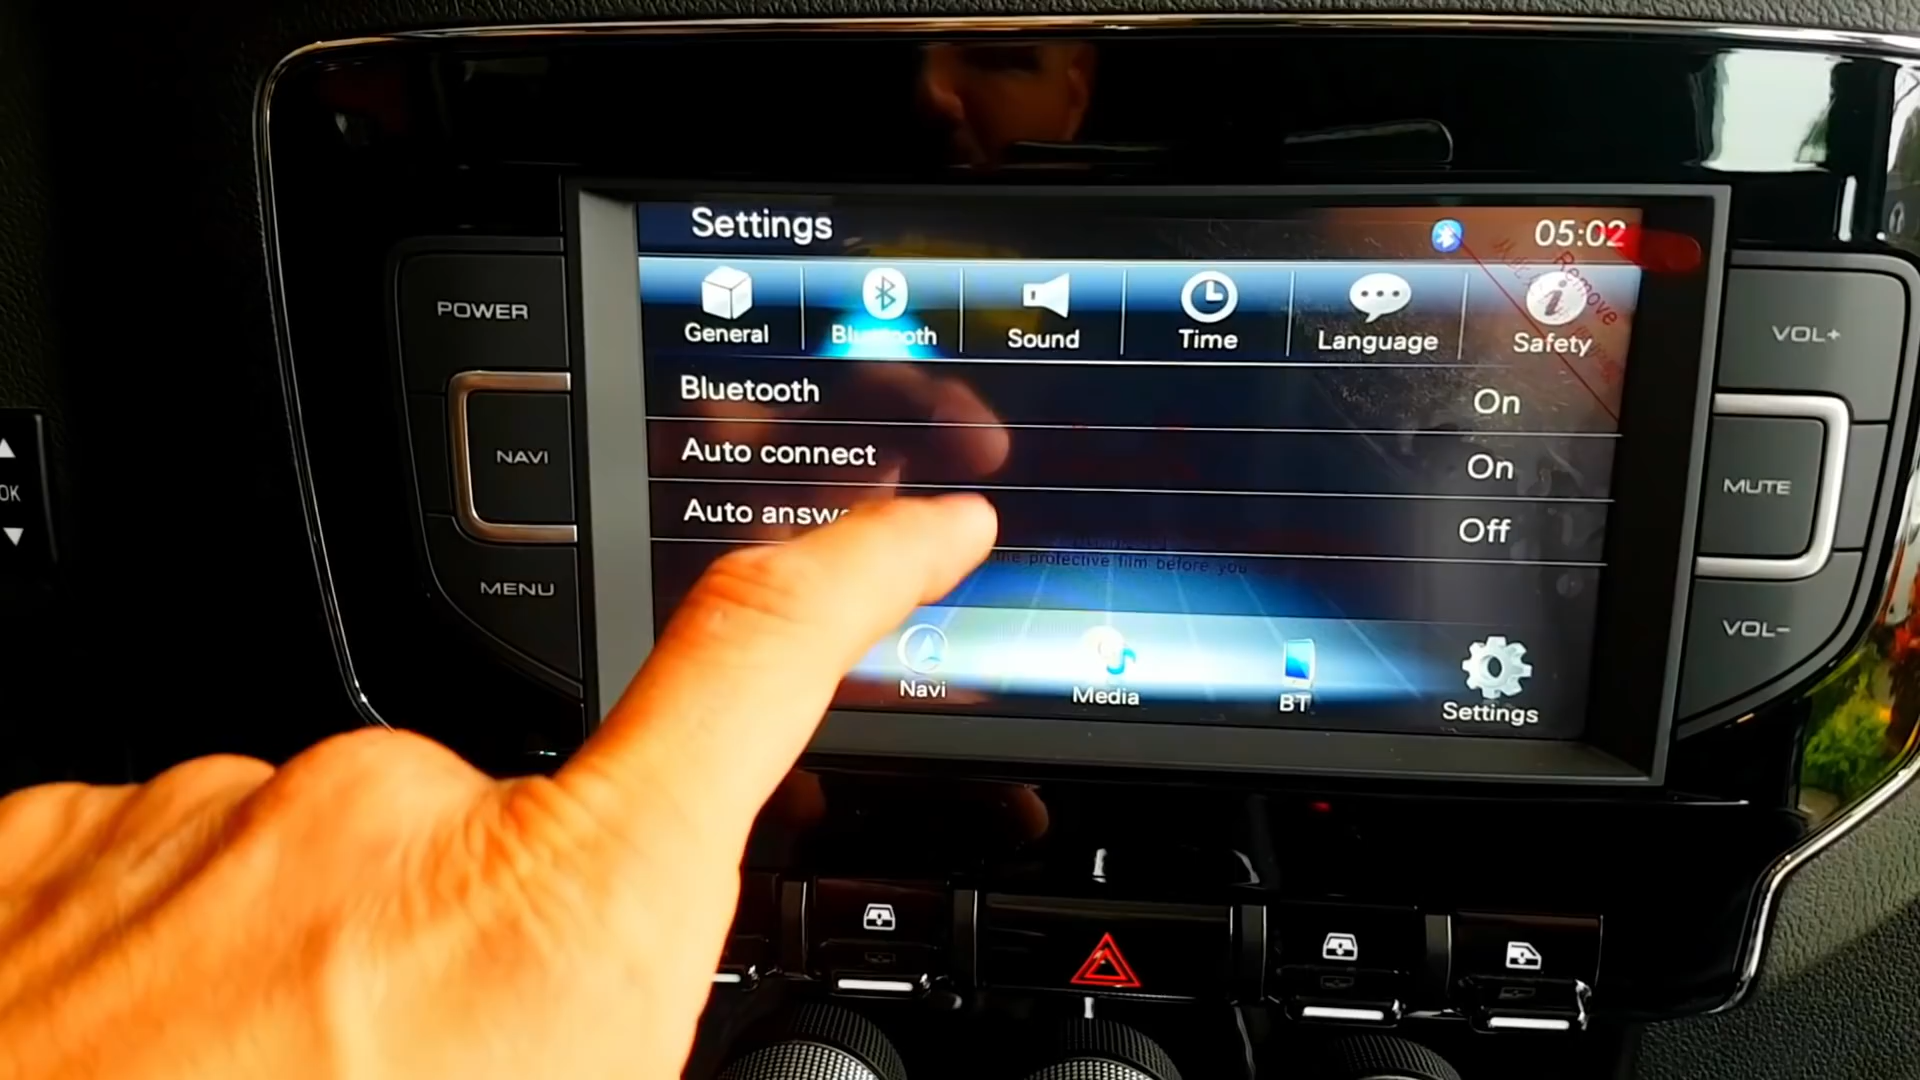 Settings
05:02
General
Bluetooth
Sound
Time
Language
Safety
Remove
Bluetooth
On
Auto connect
On
Auto answ
Off
the protective film before you
Navi
Media
BT
Settings
POWER
NAVI
MENU
VOL+
MUTE
VOL-
OK